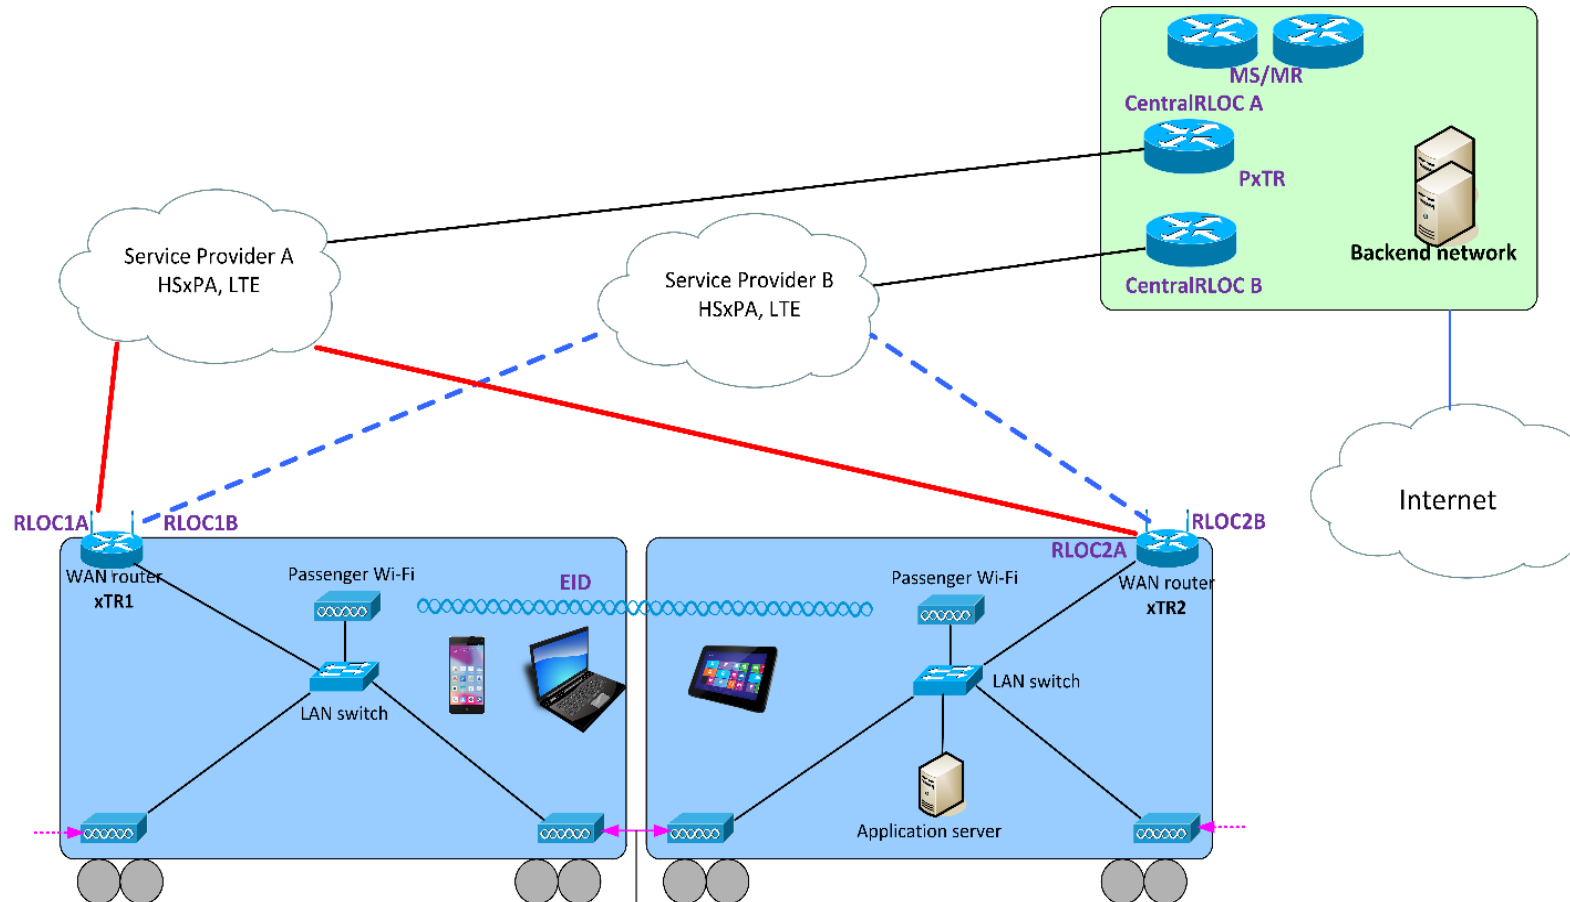 MS/MR
CentralRLOC A
PxTR
Backend network
CentralRLOC B
Service Provider A
HSxPA, LTE
Service Provider B
HSxPA, LTE
Internet
RLOC1A
RLOC1B
RLOC2B
RLOC2A
WAN router
xTR1
Passenger Wi-Fi
EID
Passenger Wi-Fi
WAN router
xTR2
LAN switch
LAN switch
Application server